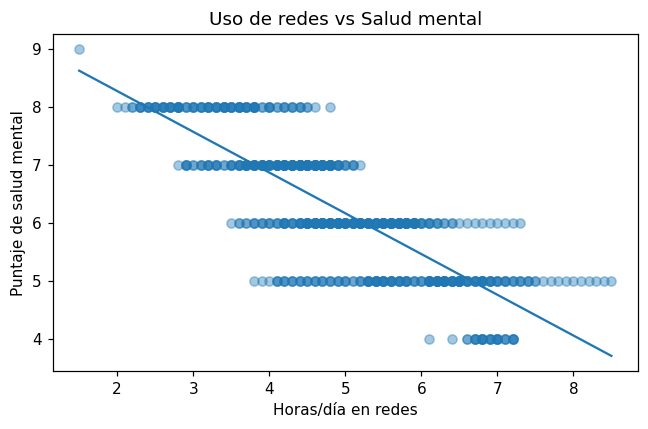 Uso de redes vs Salud mental
Puntaje de salud mental
9
8
7
6
5
4
2 3 4 5 6 7 8
Horas/día en redes